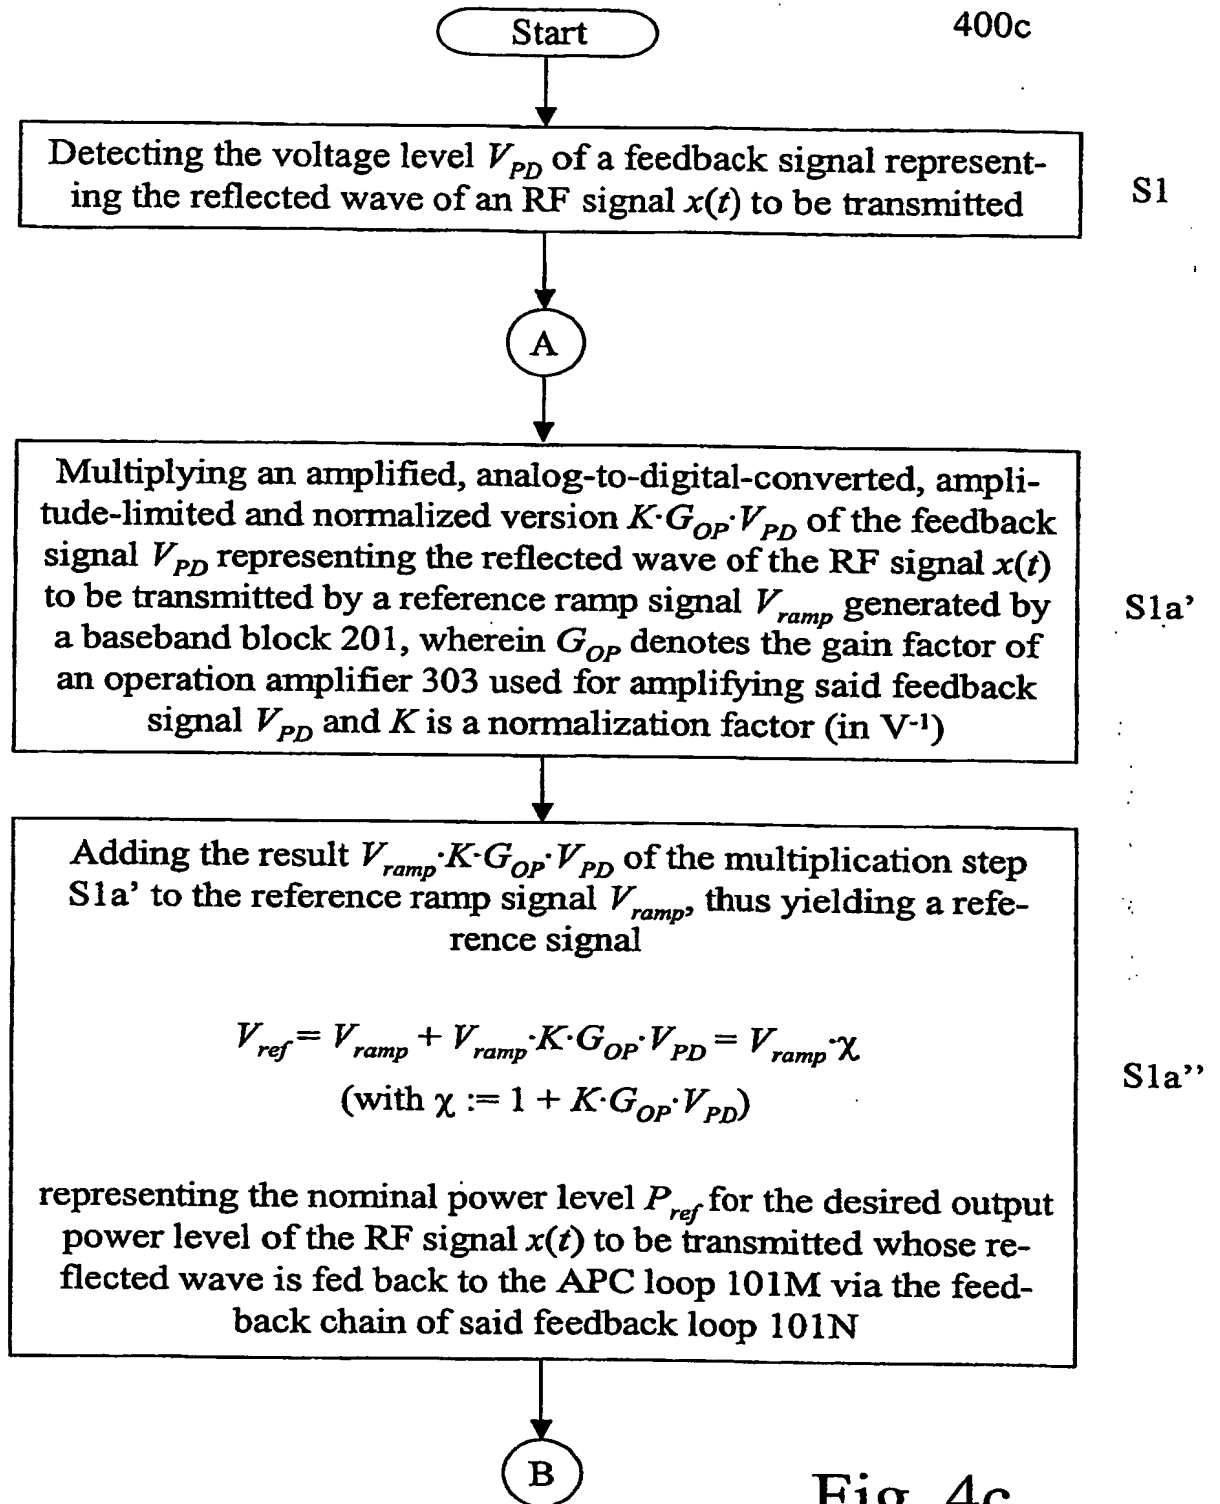 400c
Start
Detecting the voltage level V_PD of a feedback signal represent-
ing the reflected wave of an RF signal x(t) to be transmitted
S1
A
Multiplying an amplified, analog-to-digital-converted, ampli-
tude-limited and normalized version K·G_OP·V_PD of the feedback
signal V_PD representing the reflected wave of the RF signal x(t)
to be transmitted by a reference ramp signal V_ramp generated by
a baseband block 201, wherein G_OP denotes the gain factor of
an operation amplifier 303 used for amplifying said feedback
signal V_PD and K is a normalization factor (in V⁻¹)
S1a’
Adding the result V_ramp·K·G_OP·V_PD of the multiplication step
S1a’ to the reference ramp signal V_ramp, thus yielding a refe-
rence signal
V_ref = V_ramp + V_ramp·K·G_OP·V_PD = V_ramp·χ
(with χ := 1 + K·G_OP·V_PD)
S1a’’
representing the nominal power level P_ref for the desired output
power level of the RF signal x(t) to be transmitted whose re-
flected wave is fed back to the APC loop 101M via the feed-
back chain of said feedback loop 101N
B
Fig. 4c